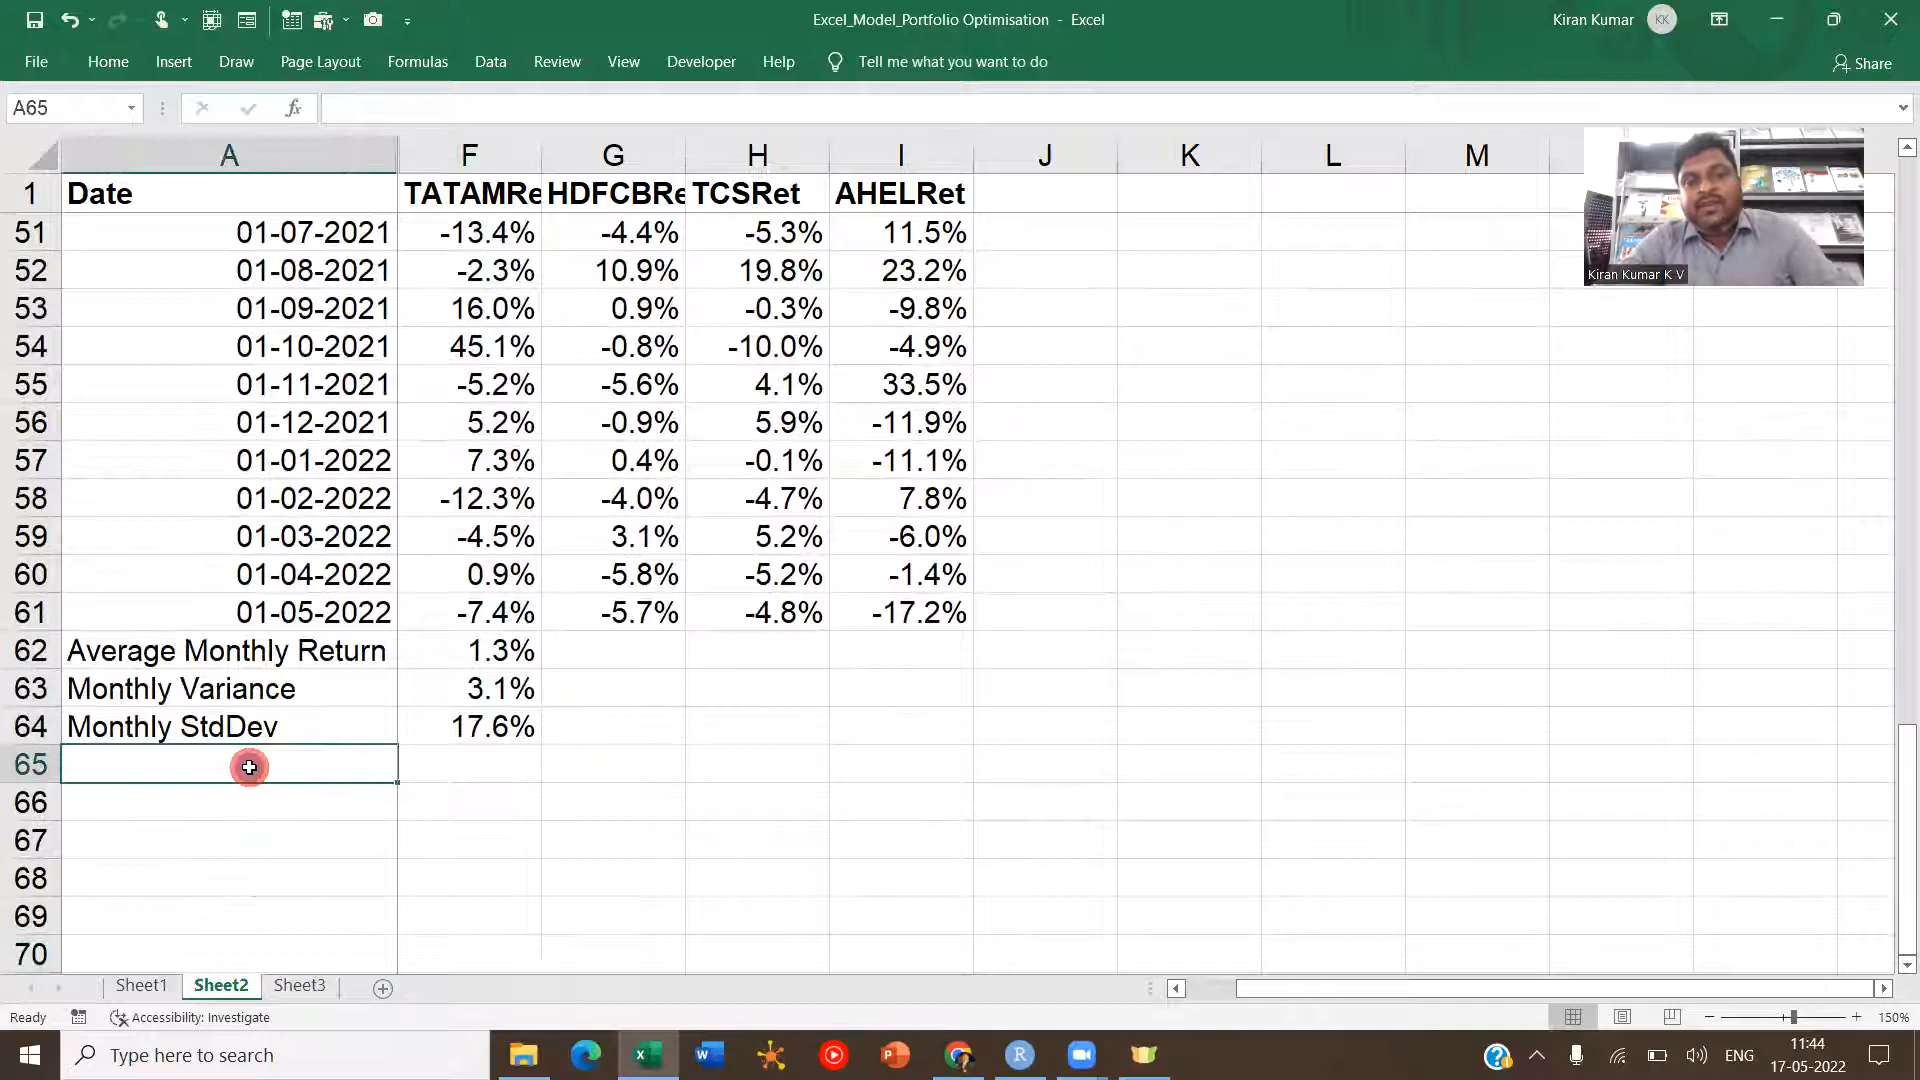 Excel_Model_Portfolio Optimisation - Excel
Kiran Kumar KK
File Home Insert Draw Page Layout Formulas Data Review View Developer Help Tell me what you want to do Share
A65 fx
A F G H I J K L M
1 Date TATAMRe HDFCBRe TCSRet AHELRet
51 01-07-2021 -13.4% -4.4% -5.3% 11.5%
52 01-08-2021 -2.3% 10.9% 19.8% 23.2%
53 01-09-2021 16.0% 0.9% -0.3% -9.8%
54 01-10-2021 45.1% -0.8% -10.0% -4.9%
55 01-11-2021 -5.2% -5.6% 4.1% 33.5%
56 01-12-2021 5.2% -0.9% 5.9% -11.9%
57 01-01-2022 7.3% 0.4% -0.1% -11.1%
58 01-02-2022 -12.3% -4.0% -4.7% 7.8%
59 01-03-2022 -4.5% 3.1% 5.2% -6.0%
60 01-04-2022 0.9% -5.8% -5.2% -1.4%
61 01-05-2022 -7.4% -5.7% -4.8% -17.2%
62 Average Monthly Return 1.3%
63 Monthly Variance 3.1%
64 Monthly StdDev 17.6%
65
66
67
68
69
70
Kiran Kumar K V
Sheet1 Sheet2 Sheet3
Ready Accessibility: Investigate 150%
Type here to search
ENG
11:44
17-05-2022